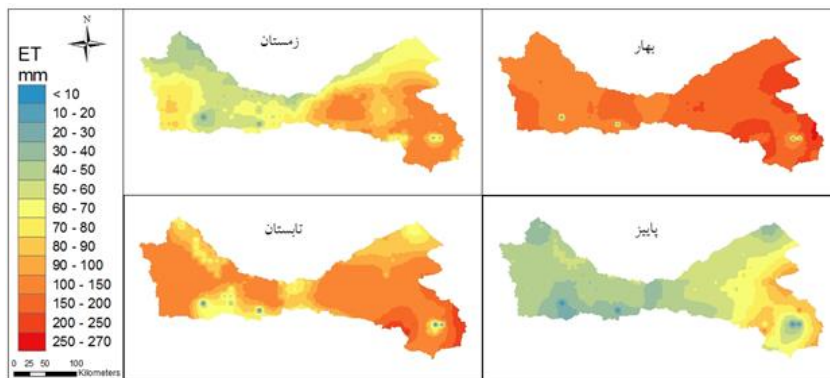 N
ET
mm
< 10
10 - 20
20 - 30
30 - 40
40 - 50
50 - 60
60 - 70
70 - 80
80 - 90
90 - 100
100 - 150
150 - 200
200 - 250
250 - 270
0 25 50 100
Kilometers
زمستان
بهار
تابستان
پاییز